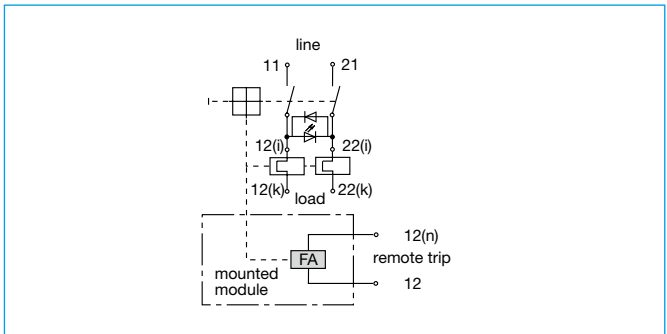 line
11 21
12(i) 22(i)
12(k) 22(k)
load
12(n)
FA remote trip
mounted
module
12